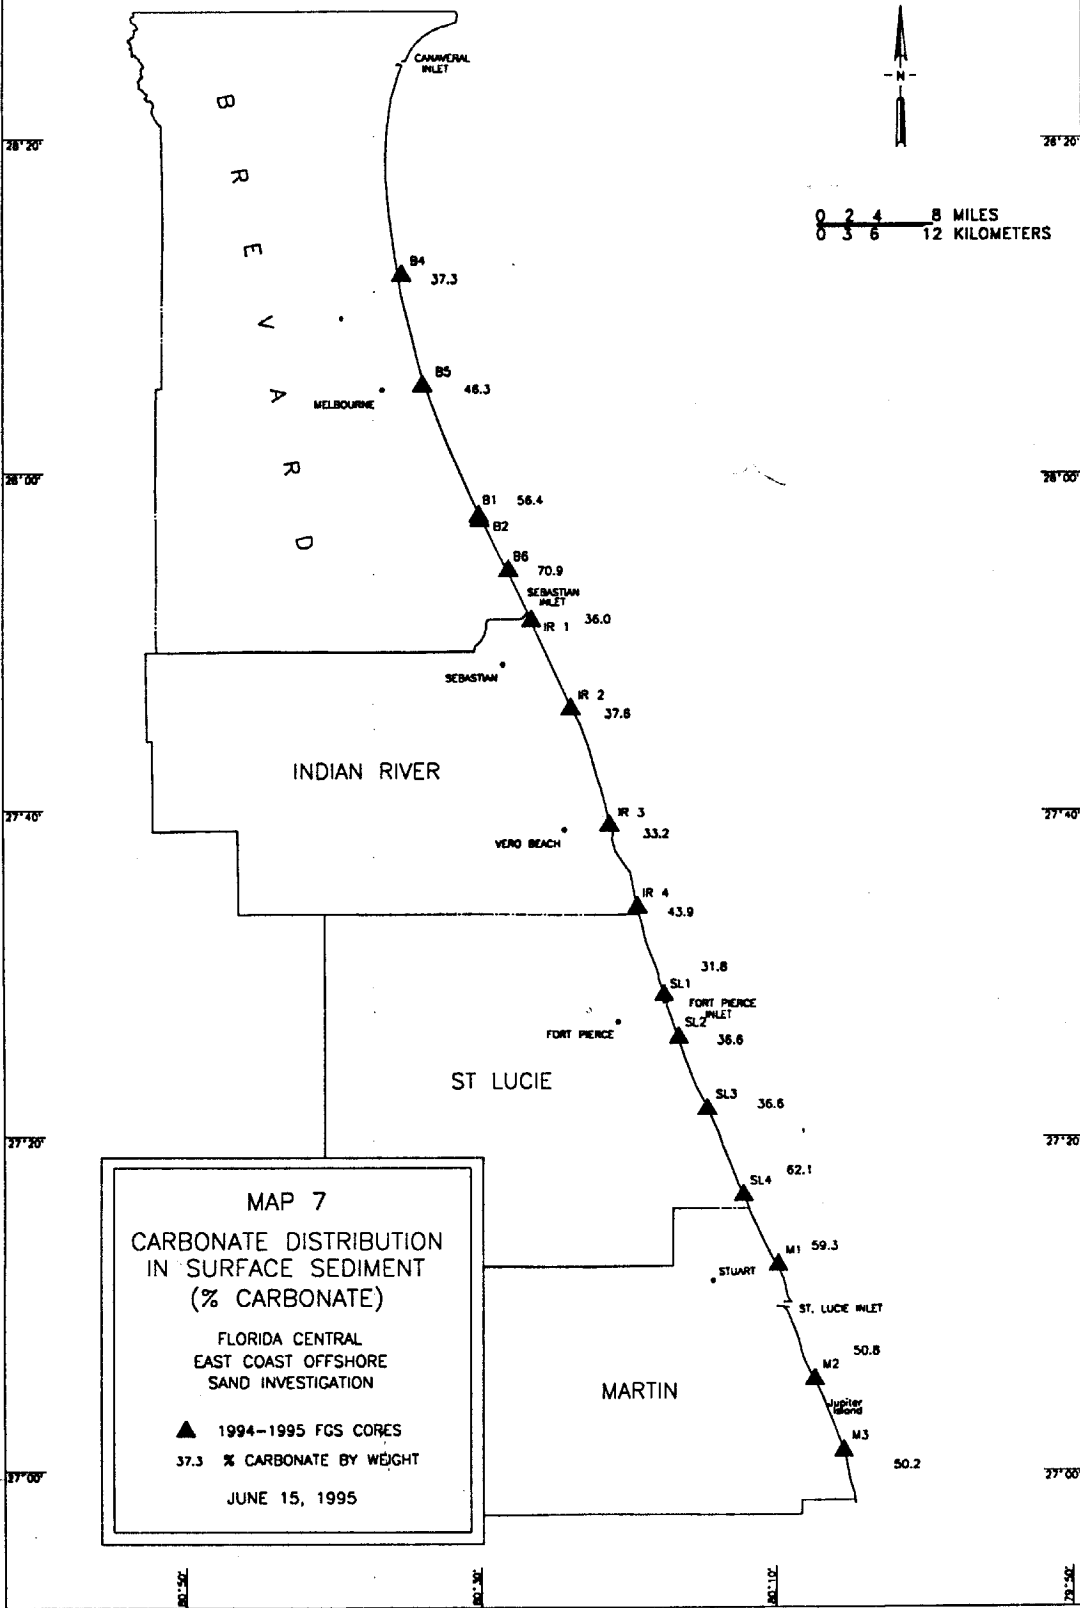 CANAVERAL
INLET
N
BREVARD
28°20'
28°20'
0 2 4 8 MILES
0 3 6 12 KILOMETERS
B4
37.3
B5
46.3
MELBOURNE
28°00'
28°00'
B1 56.4
B2
B6
70.9
SEBASTIAN
INLET
IR 1 36.0
SEBASTIAN
IR 2
37.6
INDIAN RIVER
27°40'
27°40'
IR 3
33.2
VERO BEACH
IR 4
43.9
31.8
SL1
FORT PIERCE
INLET
SL2
36.6
FORT PIERCE
ST LUCIE
SL3 36.6
27°20'
27°20'
62.1
SL4
M1 59.3
STUART
ST. LUCIE INLET
50.8
M2
MARTIN
Jupiter
Island
M3
50.2
27°00'
27°00'
MAP 7
CARBONATE DISTRIBUTION
IN SURFACE SEDIMENT
(% CARBONATE)
FLORIDA CENTRAL
EAST COAST OFFSHORE
SAND INVESTIGATION
1994-1995 FGS CORES
37.3 % CARBONATE BY WEIGHT
JUNE 15, 1995
80°50'
80°30'
80°10'
79°50'